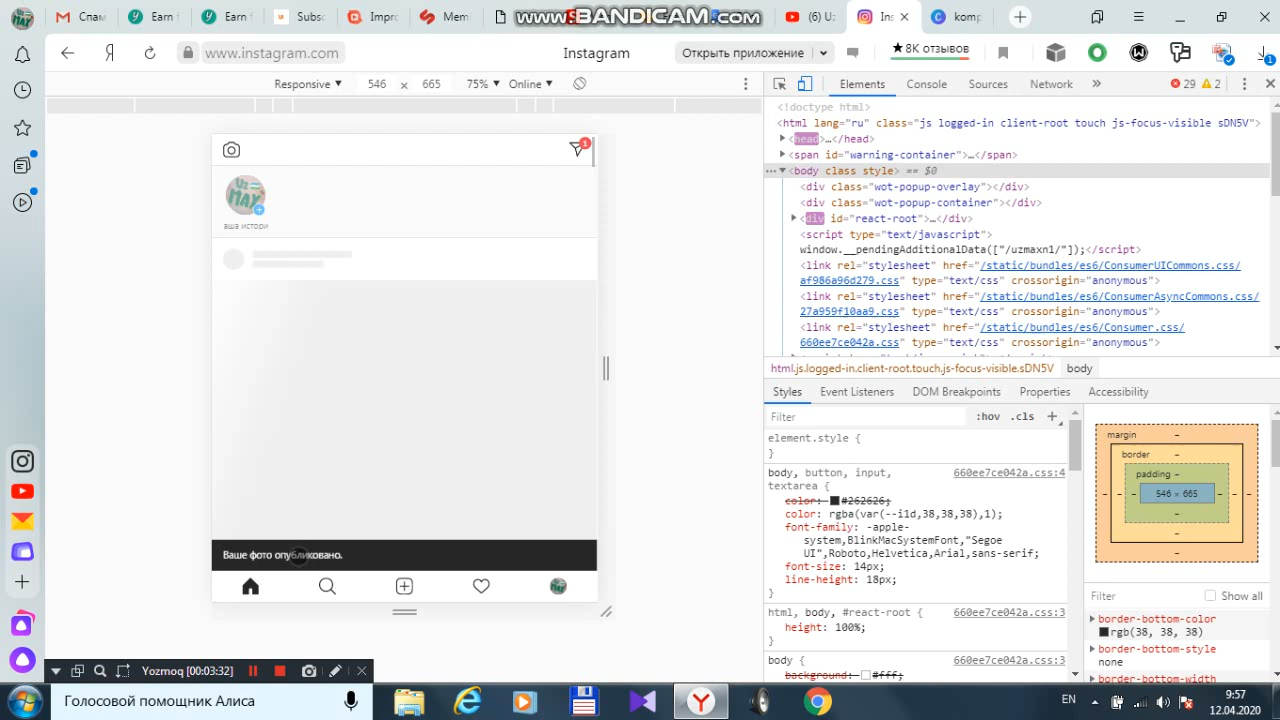 Спам
Earn
Earn f
Subsc
Impro
Mem
www.BANDICAM.com
(6) Uz
Ins
komp
Я
www.instagram.com
Instagram
Открыть приложение
★8K отзывов
1
Responsive
546
×
665
75%
Online
Elements
Console
Sources
Network
29
2
<!doctype html>
<html lang="ru" class="js logged-in client-root touch js-focus-visible sDN5V">
<head>…</head>
<span id="warning-container">…</span>
<body class style> == $0
<div class="wot-popup-overlay"></div>
<div class="wot-popup-container"></div>
<div id="react-root">…</div>
<script type="text/javascript">
window.__pendingAdditionalData(["/uzmaxn1/"]);</script>
<link rel="stylesheet" href="/static/bundles/es6/ConsumerUICommons.css/
af986a96d279.css" type="text/css" crossorigin="anonymous">
<link rel="stylesheet" href="/static/bundles/es6/ConsumerAsyncCommons.css/
27a959f10aa9.css" type="text/css" crossorigin="anonymous">
<link rel="stylesheet" href="/static/bundles/es6/Consumer.css/
660ee7ce042a.css" type="text/css" crossorigin="anonymous">
html.js.logged-in.client-root.touch.js-focus-visible.sDN5V
body
1
UZ
MAX
аша истори
Ваше фото опубликовано.
Styles
Event Listeners
DOM Breakpoints
Properties
Accessibility
Filter
:hov
.cls
element.style {
}
body, button, input,
660ee7ce042a.css:4
textarea {
color: #262626;
color: rgba(var(--i1d,38,38,38),1);
font-family: -apple-
system,BlinkMacSystemFont,"Segoe
UI",Roboto,Helvetica,Arial,sans-serif;
font-size: 14px;
line-height: 18px;
}
html, body, #react-root {
660ee7ce042a.css:3
height: 100%;
}
body {
660ee7ce042a.css:3
background: #fff;
margin
border
padding
546 × 665
Filter
Show all
border-bottom-color
rgb(38, 38, 38)
border-bottom-style
none
border-bottom-width
Yozmoq [00:03:32]
Голосовой помощник Алиса
EN
9:57
12.04.2020